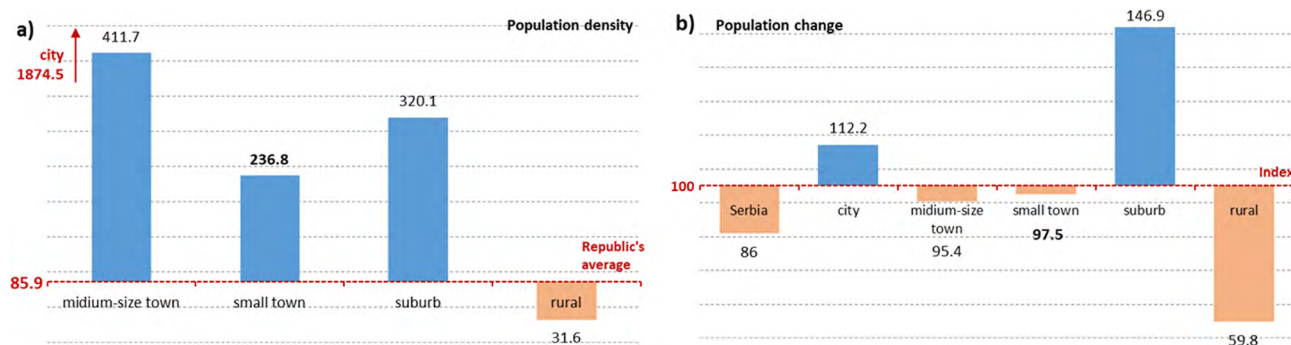 a)
Population density
city
1874.5
411.7
236.8
320.1
Republic's
average
85.9
midium-size town
small town
suburb
rural
31.6
b)
Population change
146.9
112.2
100
Index
Serbia
city
midium-size
town
small town
suburb
rural
86
95.4
97.5
59.8